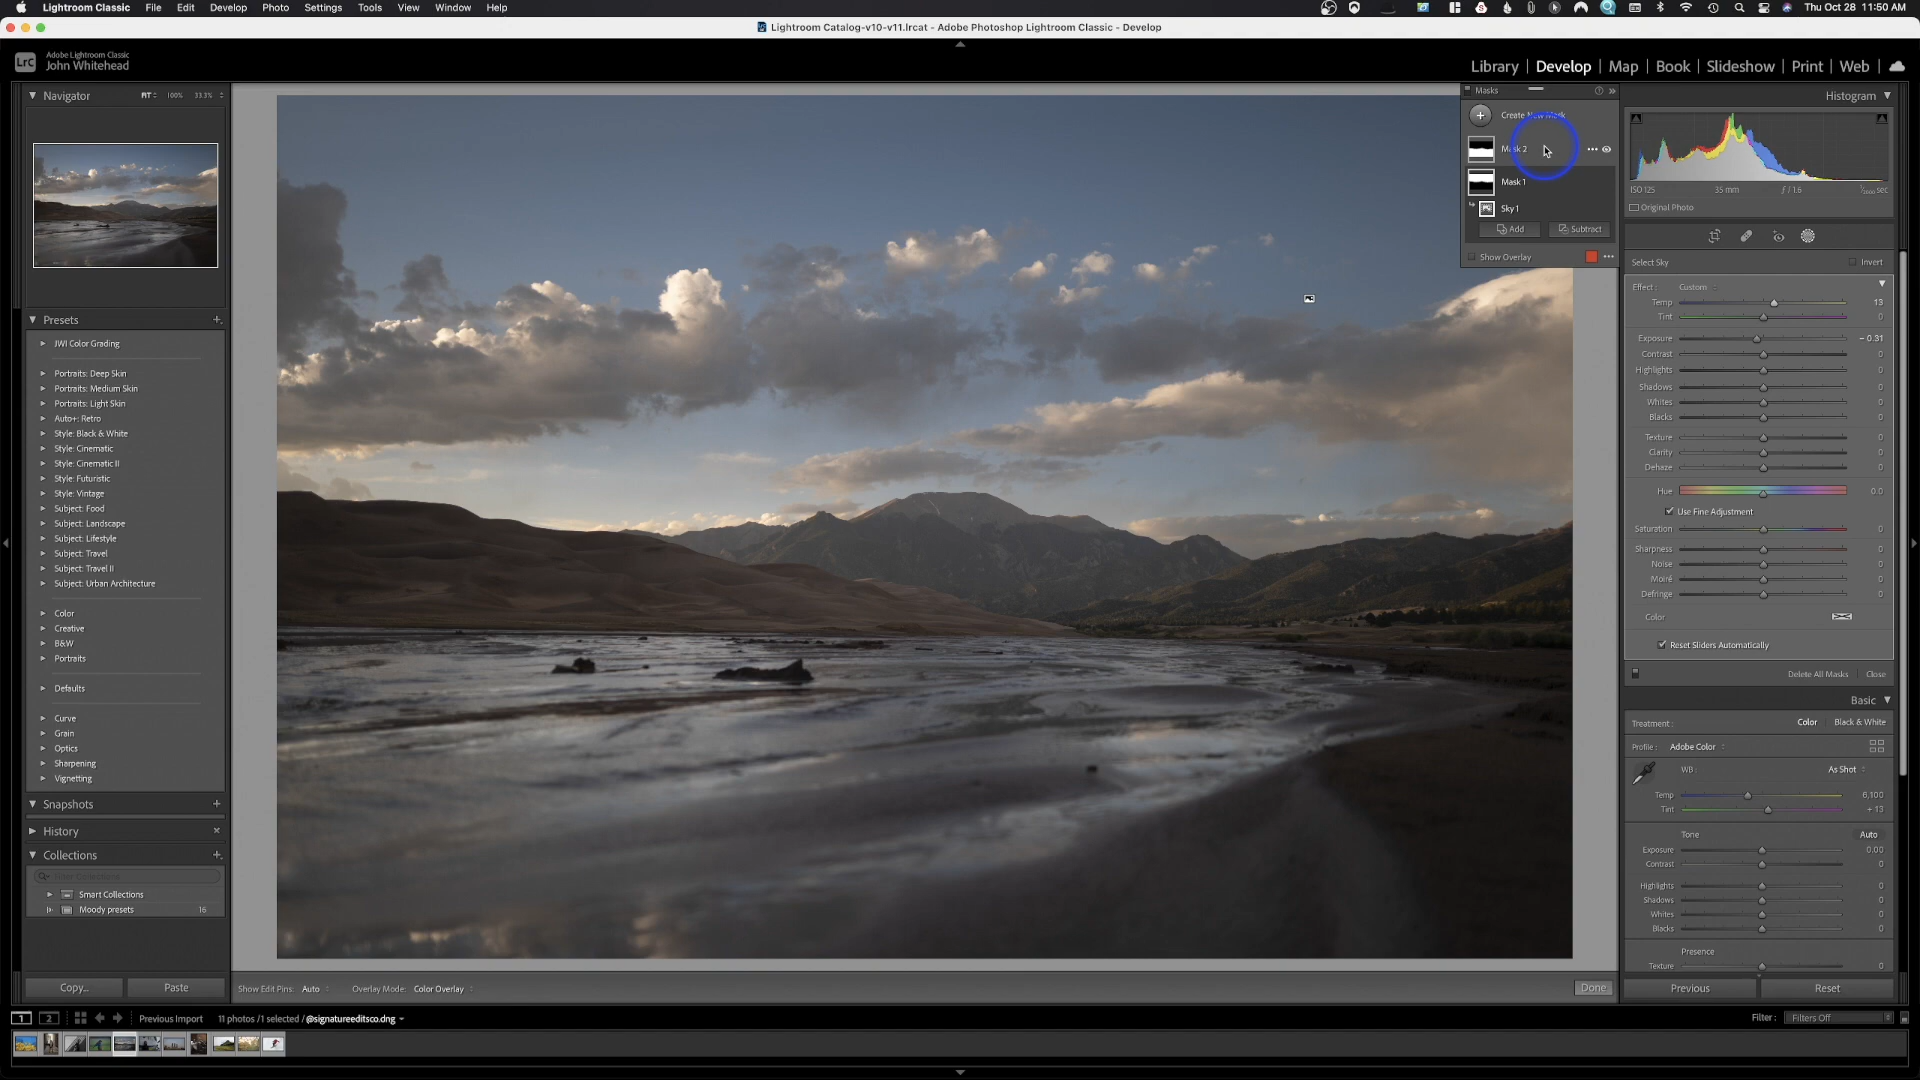 Lightroom Classic File Edit Develop Photo Settings Tools View Window Help Thu Oct 28 11:50 AM
Lightroom Catalog-v10-v11.lrcat - Adobe Photoshop Lightroom Classic - Develop
LrC Adobe Lightroom Classic
John Whitehead
Library | Develop | Map | Book | Slideshow | Print | Web
Navigator FIT 100% 33.3%
Presets
JWI Color Grading
Portraits: Deep Skin
Portraits: Medium Skin
Portraits: Light Skin
Auto+: Retro
Style: Black & White
Style: Cinematic
Style: Cinematic II
Style: Futuristic
Style: Vintage
Subject: Food
Subject: Landscape
Subject: Lifestyle
Subject: Travel
Subject: Travel II
Subject: Urban Architecture
Color
Creative
B&W
Portraits
Defaults
Curve
Grain
Optics
Sharpening
Vignetting
Snapshots
History
Collections
Smart Collections
Moody presets 16
Copy... Paste
Masks
Create New Mask
Mask 2
Mask 1
Sky 1
Add Subtract
Show Overlay
Histogram
ISO 125 35 mm ƒ / 1.6
Original Photo
Select Sky Invert
Effect : Custom
Temp 13
Tint 0
Exposure - 0.31
Contrast 0
Highlights 0
Shadows 0
Whites 0
Blacks 0
Texture 0
Clarity 0
Dehaze 0
Hue 0.0
Use Fine Adjustment
Saturation 0
Sharpness 0
Noise 0
Moiré 0
Defringe 0
Color
Reset Sliders Automatically
Delete All Masks Close
Basic
Treatment : Color Black & White
Profile : Adobe Color
WB : As Shot
Temp 6,100
Tint + 13
Tone Auto
Exposure 0.00
Contrast 0
Highlights 0
Shadows 0
Whites 0
Blacks 0
Presence
Texture 0
Previous Reset
Show Edit Pins: Auto Overlay Mode: Color Overlay Done
1 2 Previous Import 11 photos /1 selected / @signatureeditsco.dng Filter : Filters Off